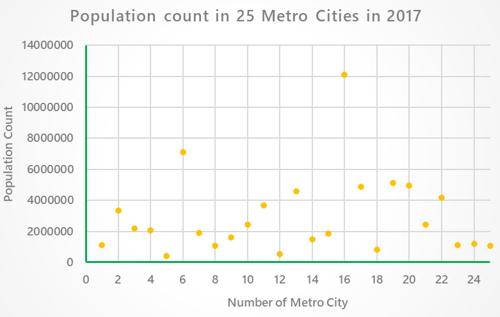 Population count in 25 Metro Cities in 2017
Population Count
14000000
12000000
10000000
8000000
6000000
4000000
2000000
0
0 2 4 6 8 10 12 14 16 18 20 22 24
Number of Metro City